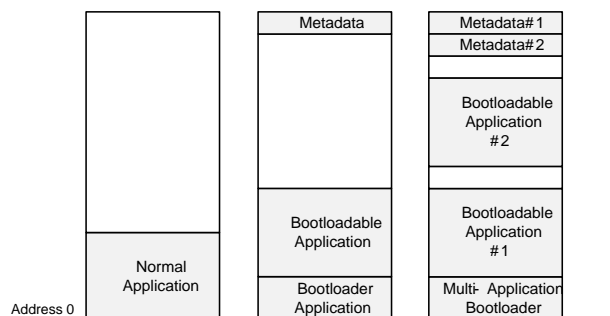 Metadata
Metadata#1
Metadata#2
Bootloadable
Application
#2
Bootloadable
Application
Bootloadable
Application
#1
Normal
Application
Address 0
Bootloader
Application
Multi- Application
Bootloader